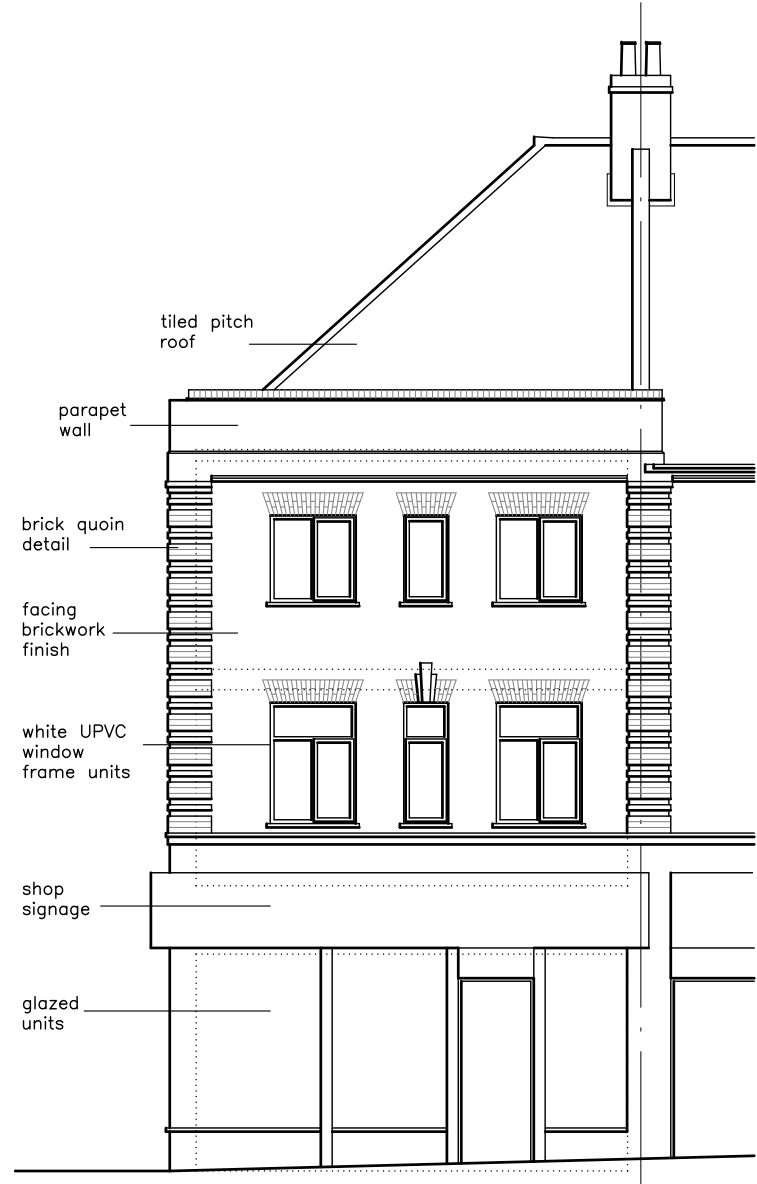 tiled pitch
roof
parapet
wall
brick quoin
detail
facing
brickwork
finish
white UPVC
window
frame units
shop
signage
glazed
units